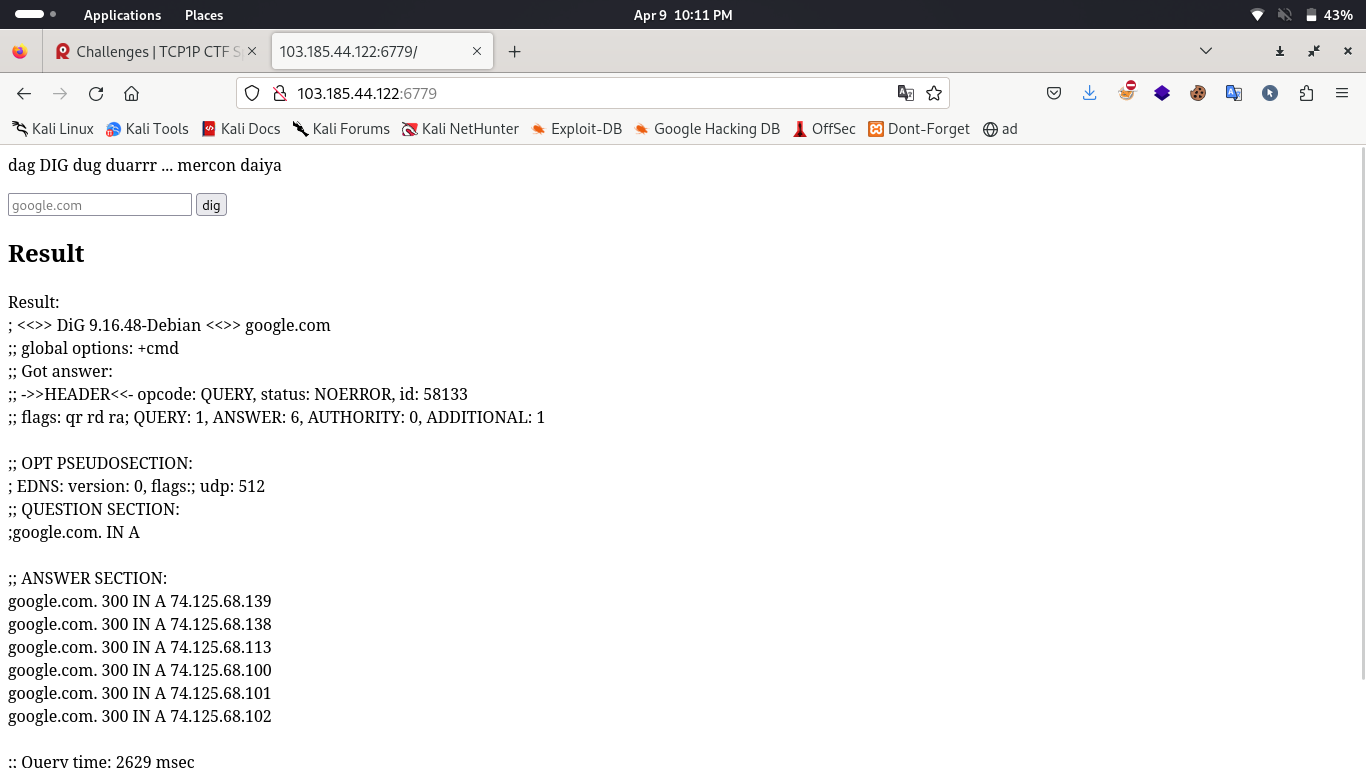 Applications Places Apr 9 10:11 PM 43%
Challenges | TCP1P CTF S 103.185.44.122:6779/
103.185.44.122:6779
Kali Linux Kali Tools Kali Docs Kali Forums Kali NetHunter Exploit-DB Google Hacking DB OffSec Dont-Forget ad
dag DIG dug duarrr ... mercon daiya
google.com dig
Result
Result:
; <<>> DiG 9.16.48-Debian <<>> google.com
;; global options: +cmd
;; Got answer:
;; ->>HEADER<<- opcode: QUERY, status: NOERROR, id: 58133
;; flags: qr rd ra; QUERY: 1, ANSWER: 6, AUTHORITY: 0, ADDITIONAL: 1
;; OPT PSEUDOSECTION:
; EDNS: version: 0, flags:; udp: 512
;; QUESTION SECTION:
;google.com. IN A
;; ANSWER SECTION:
google.com. 300 IN A 74.125.68.139
google.com. 300 IN A 74.125.68.138
google.com. 300 IN A 74.125.68.113
google.com. 300 IN A 74.125.68.100
google.com. 300 IN A 74.125.68.101
google.com. 300 IN A 74.125.68.102
;; Query time: 2629 msec